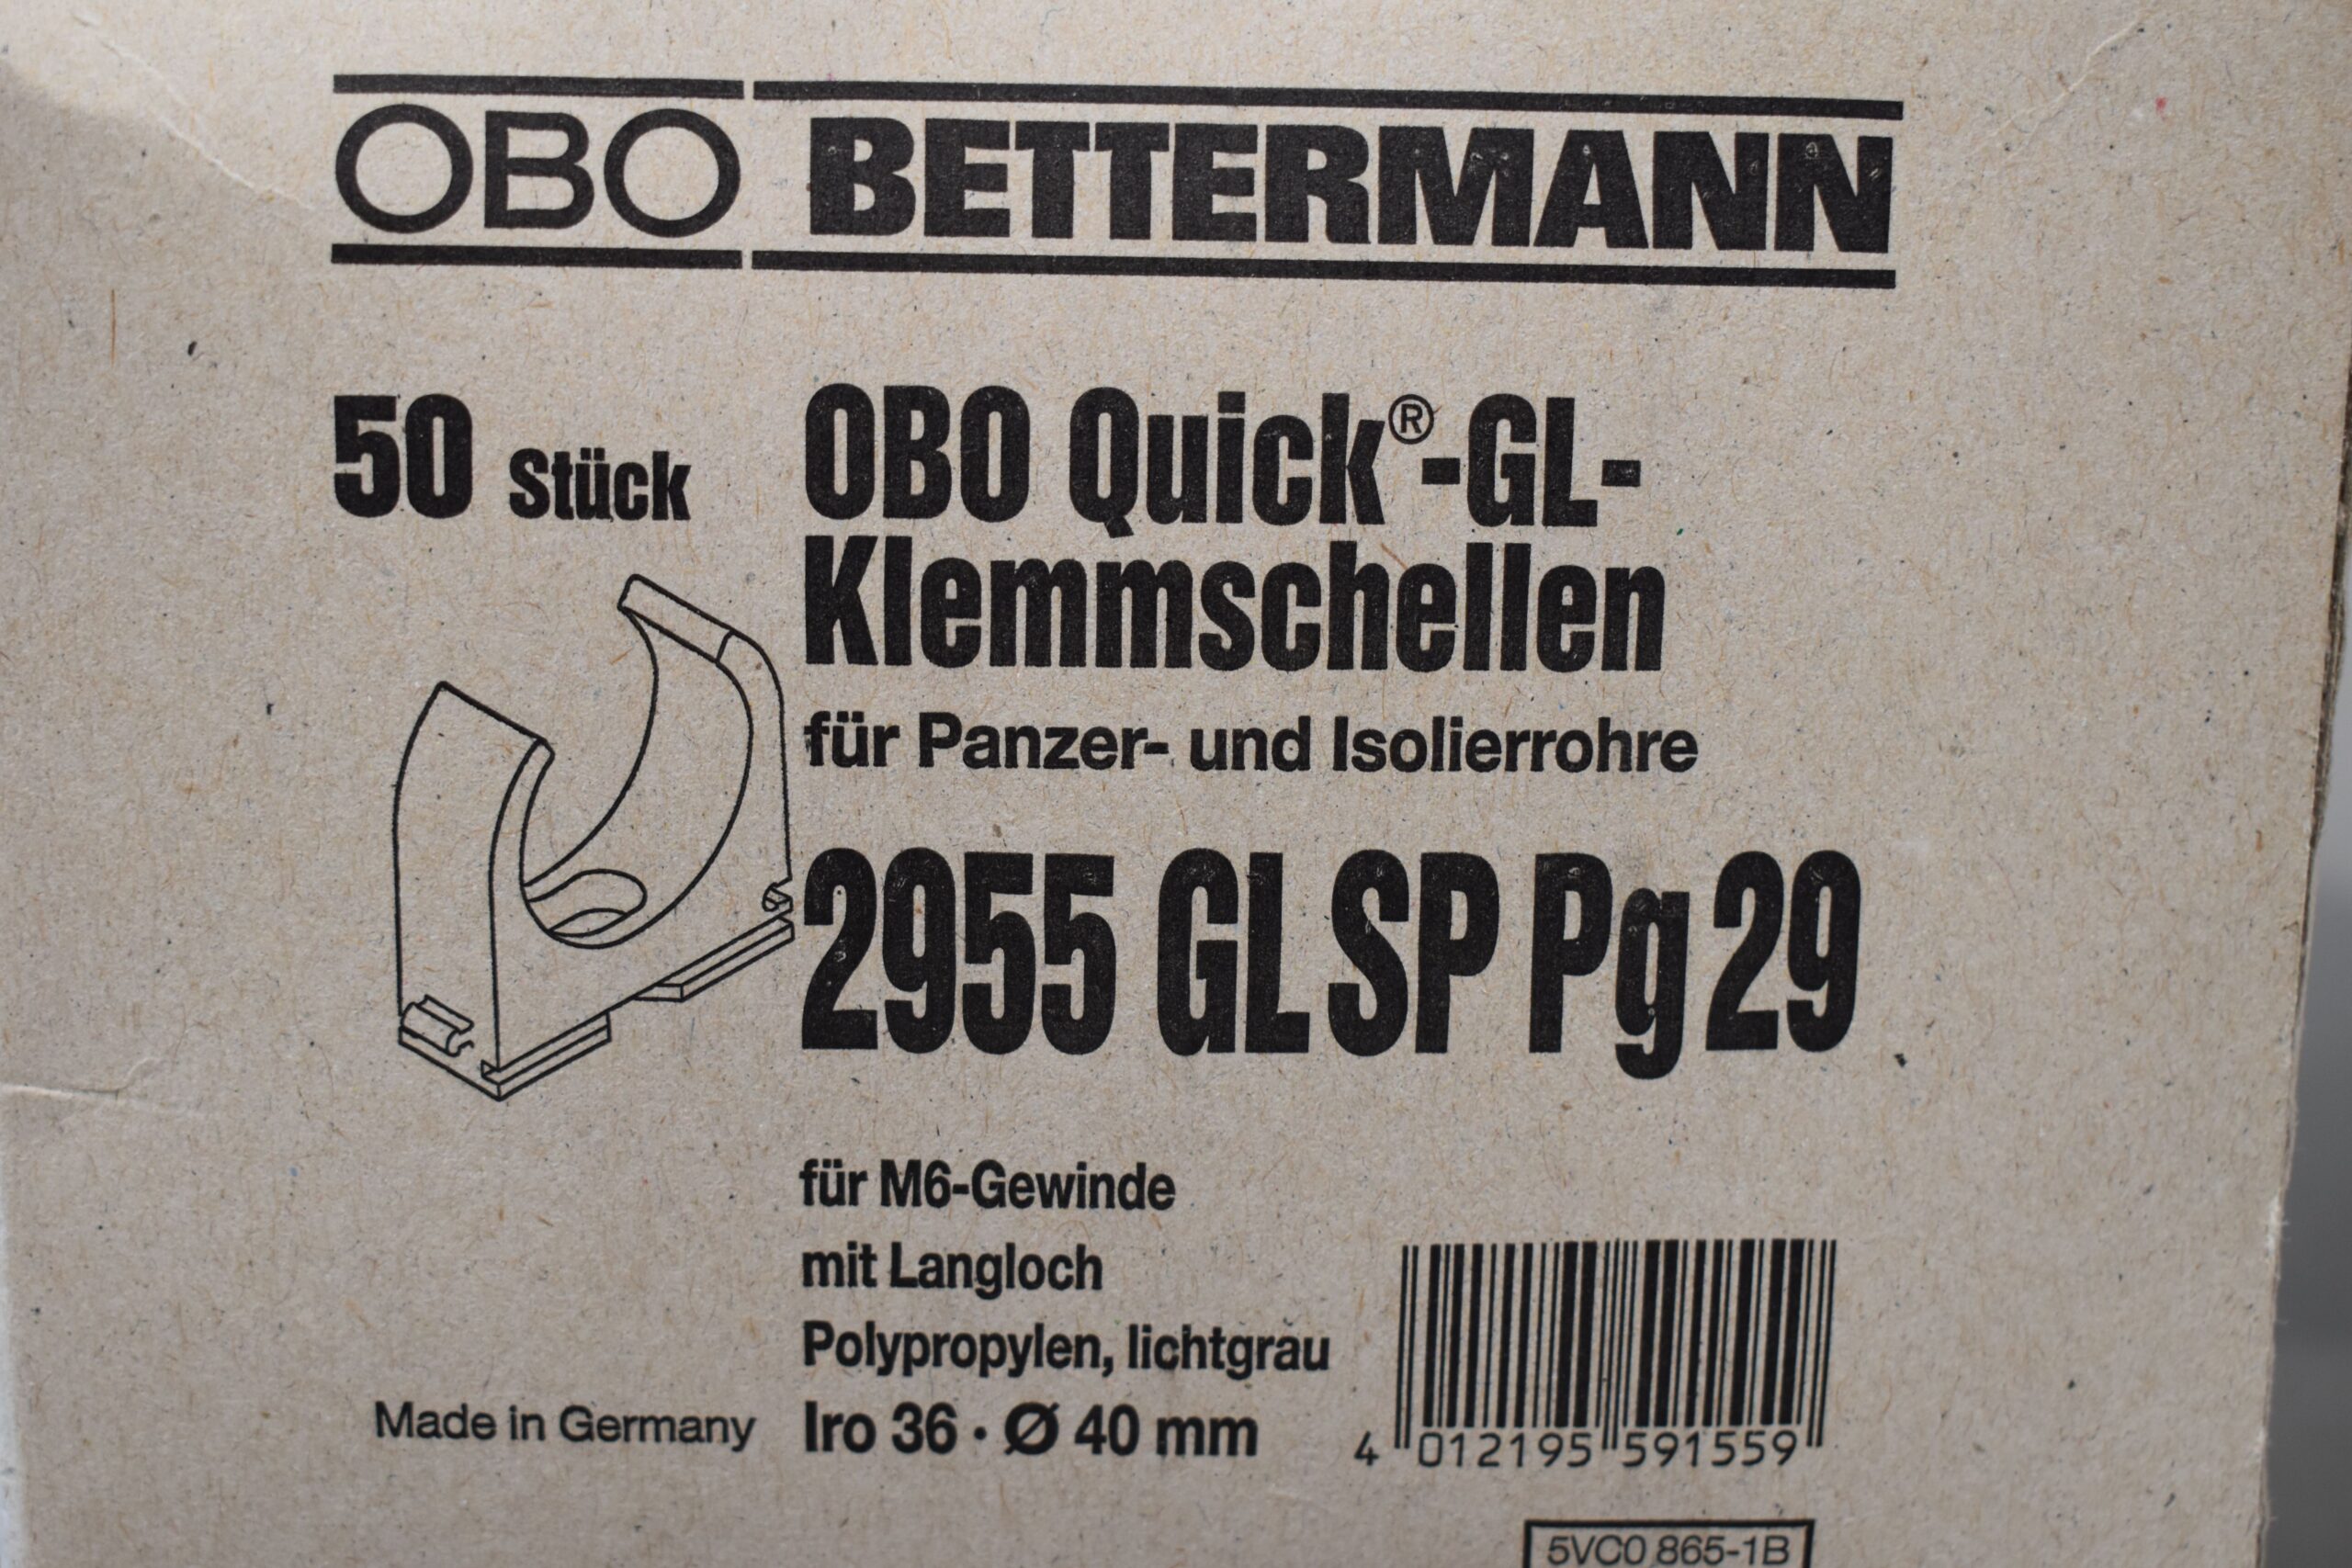 OBO BETTERMANN
50 Stück
OBO Quick®-GL-
Klemmschellen
für Panzer- und Isolierrohre
2955 GL SP Pg 29
für M6-Gewinde
mit Langloch
Polypropylen, lichtgrau
Iro 36 · Ø 40 mm
Made in Germany
4 012195 591559
5VC0 865-1B